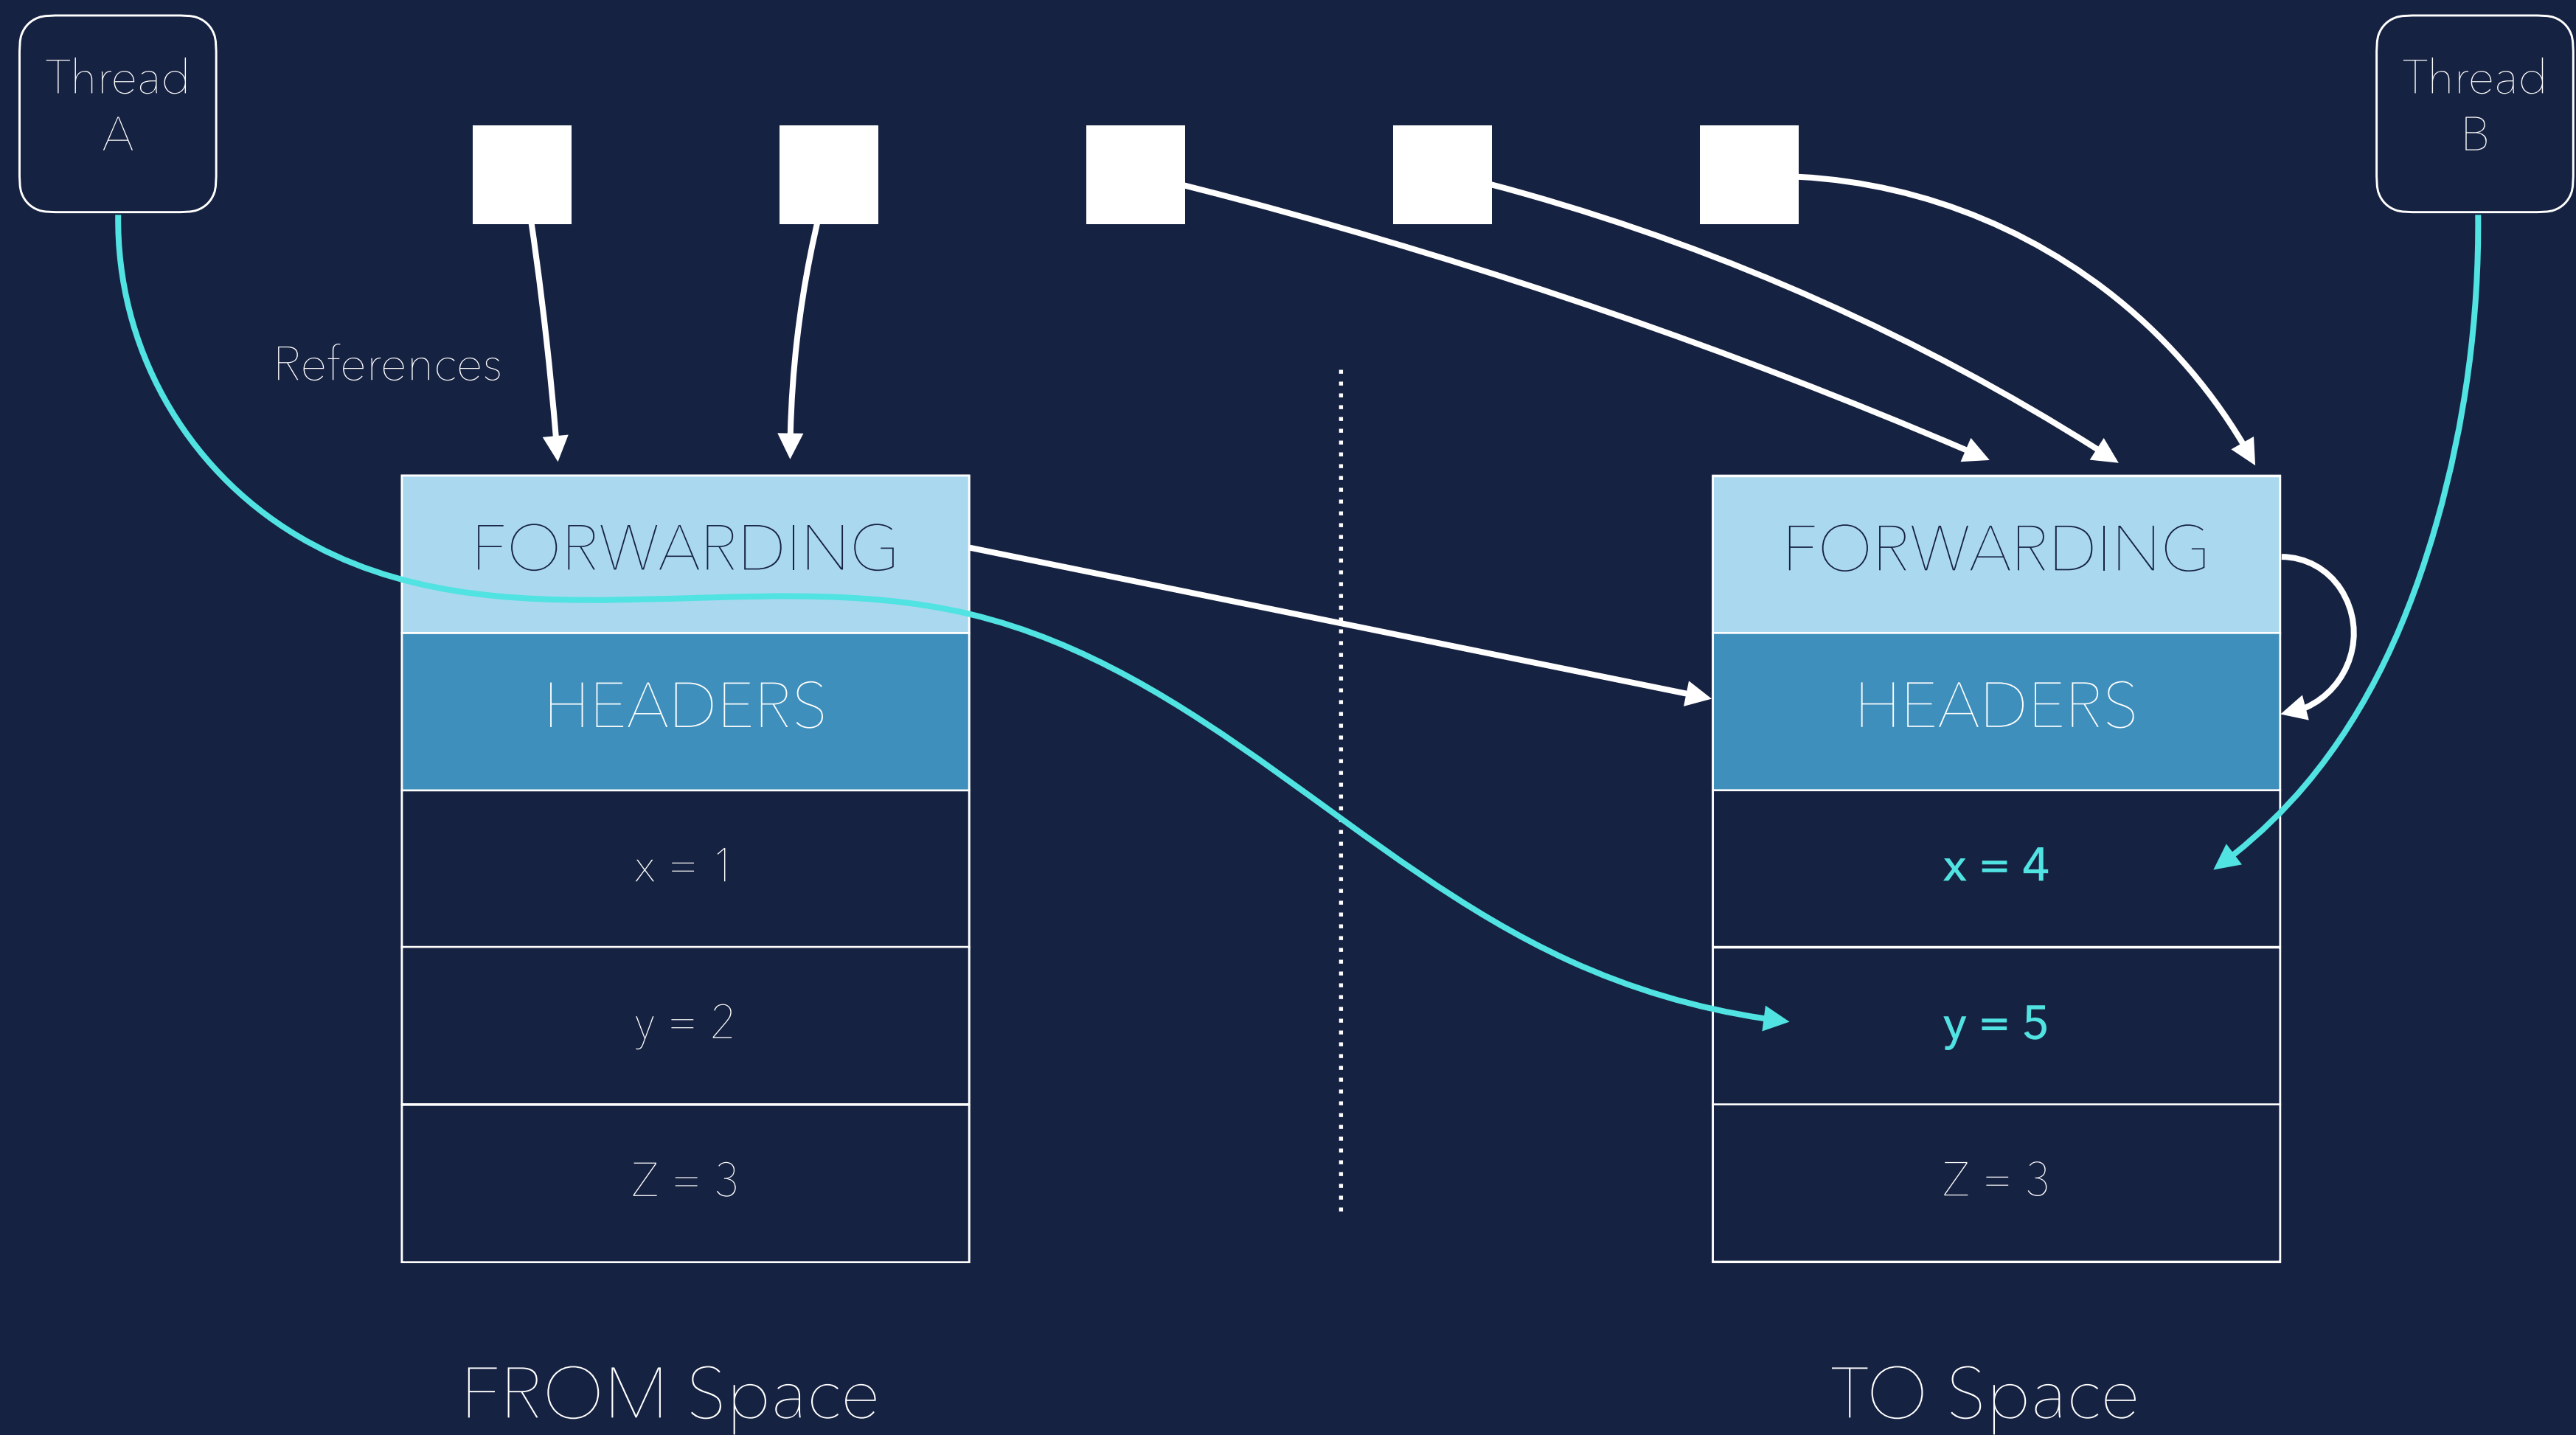 Thread
A
Thread
B
References
FORWARDING
HEADERS
x = 1
y = 2
Z = 3
FORWARDING
HEADERS
x = 4
y = 5
Z = 3
FROM Space
TO Space